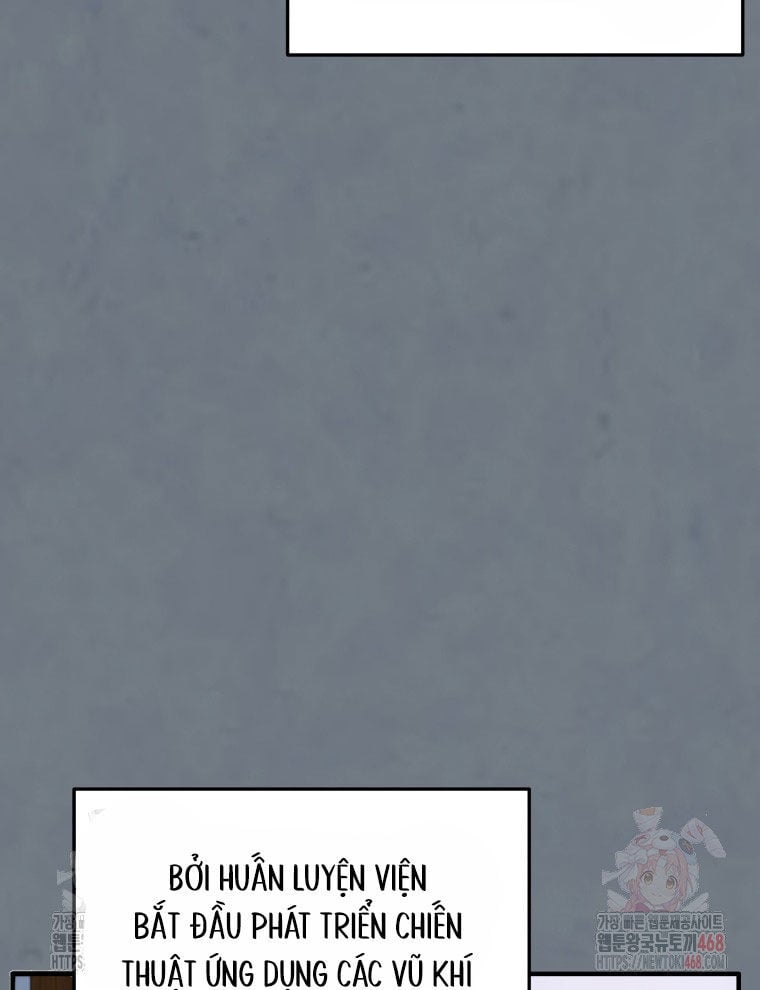 BỞI HUẤN LUYỆN VIÊN
BẮT ĐẦU PHÁT TRIỂN CHIẾN
THUẬT ỨNG DỤNG CÁC VŨ KHÍ
가장 빠른 웹툰제공사이트
웹툰왕국뉴토끼468
HTTPS://NEWTOKI468.COM